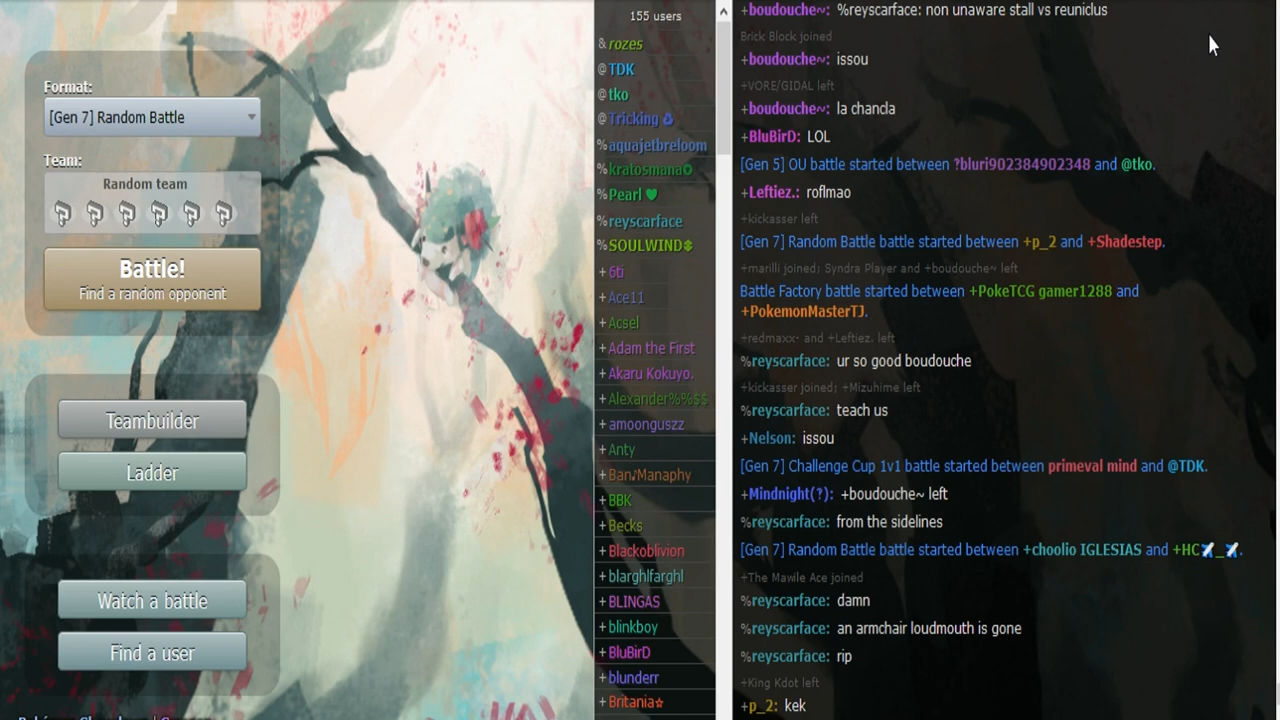 Format:
[Gen 7] Random Battle
Team:
Random team
Battle!
Find a random opponent
Teambuilder
Ladder
Watch a battle
Find a user
155 users
& rozes
@ TDK
@ tko
@ Tricking
% aquajetbreloom
% kratosmana
% Pearl ♥
% reyscarface
% SOULWIND
+ 6ti
+ Ace11
+ Acsel
+ Adam the First
+ Akaru Kokuyo.
+ Alexander%%$$
+ amoonguszz
+ Anty
+ Ban♪Manaphy
+ BBK
+ Becks
+ Blackoblivion
+ blarghlfarghl
+ BLINGAS
+ blinkboy
+ BluBirD
+ blunderr
+ Britania☆
+boudouche~: %reyscarface: non unaware stall vs reuniclus
Brick Block joined
+boudouche~: issou
+VORE/GIDAL left
+boudouche~: la chancla
+BluBirD: LOL
[Gen 5] OU battle started between ?bluri902384902348 and @tko.
+Leftiez.: roflmao
+kickasser left
[Gen 7] Random Battle battle started between +p_2 and +Shadestep.
+marilli joined; Syndra Player and +boudouche~ left
Battle Factory battle started between +PokeTCG gamer1288 and
+PokemonMasterTJ.
+redmaxx- and +Leftiez. left
%reyscarface: ur so good boudouche
+kickasser joined; +Mizuhime left
%reyscarface: teach us
+Nelson: issou
[Gen 7] Challenge Cup 1v1 battle started between primeval mind and @TDK.
+Mindnight(?): +boudouche~ left
%reyscarface: from the sidelines
[Gen 7] Random Battle battle started between +choolio IGLESIAS and +HC✈_✈.
+The Mawile Ace joined
%reyscarface: damn
%reyscarface: an armchair loudmouth is gone
%reyscarface: rip
+King Kdot left
+p_2: kek